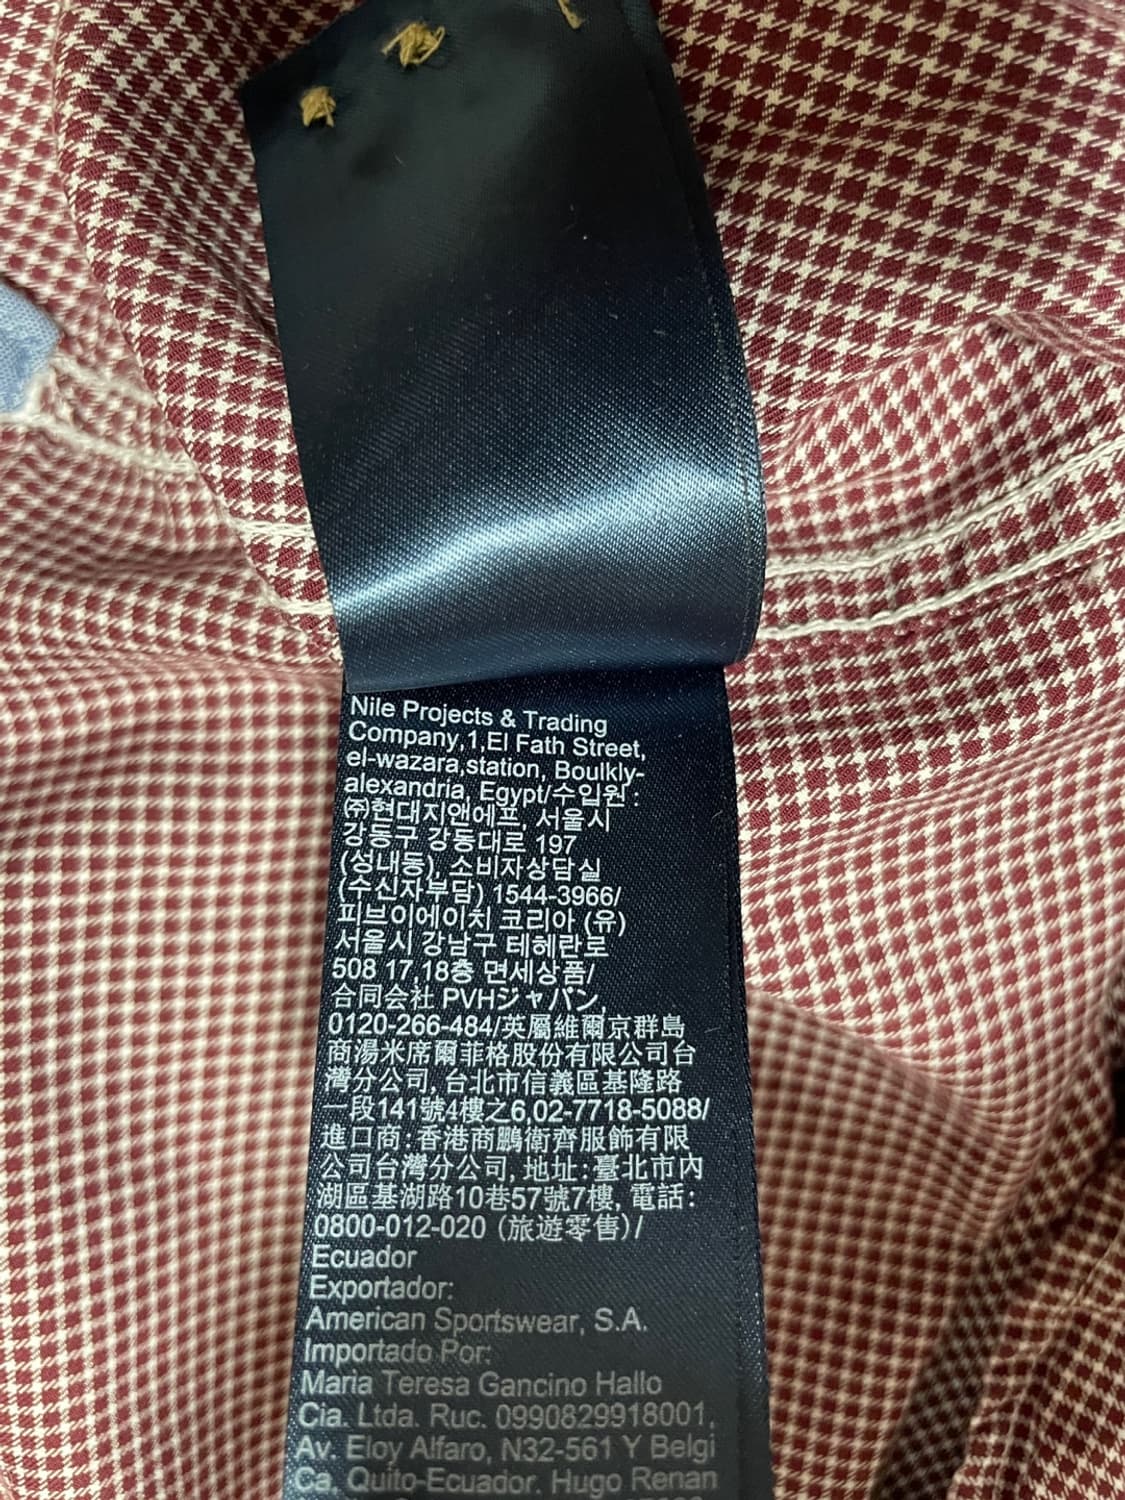 Nile Projects & Trading
Company,1,El Fath Street,
el-wazara,station, Boulkly-
alexandria, Egypt/수입원 :
㈜현대지앤에프, 서울시
강동구 강동대로 197
(성내동), 소비자상담실
(수신자부담) 1544-3966/
피브이에이치 코리아 (유)
서울시 강남구 테헤란로
508 17,18층 면세상품/
合同会社 PVHジャパン,
0120-266-484/英屬維爾京群島
商湯米席爾菲格股份有限公司台
灣分公司, 台北市信義區基隆路
一段141號4樓之6,02-7718-5088/
進口商:香港商鵬衛齊服飾有限
公司台灣分公司, 地址:臺北市內
湖區基湖路10巷57號7樓, 電話:
0800-012-020 (旅遊零售)/
Ecuador
Exportador:
American Sportswear, S.A.
Importado Por:
Maria Teresa Gancino Hallo
Cia. Ltda. Ruc. 0990829918001,
Av. Eloy Alfaro, N32-561 Y Belgi
Ca. Quito-Ecuador. Hugo Renan